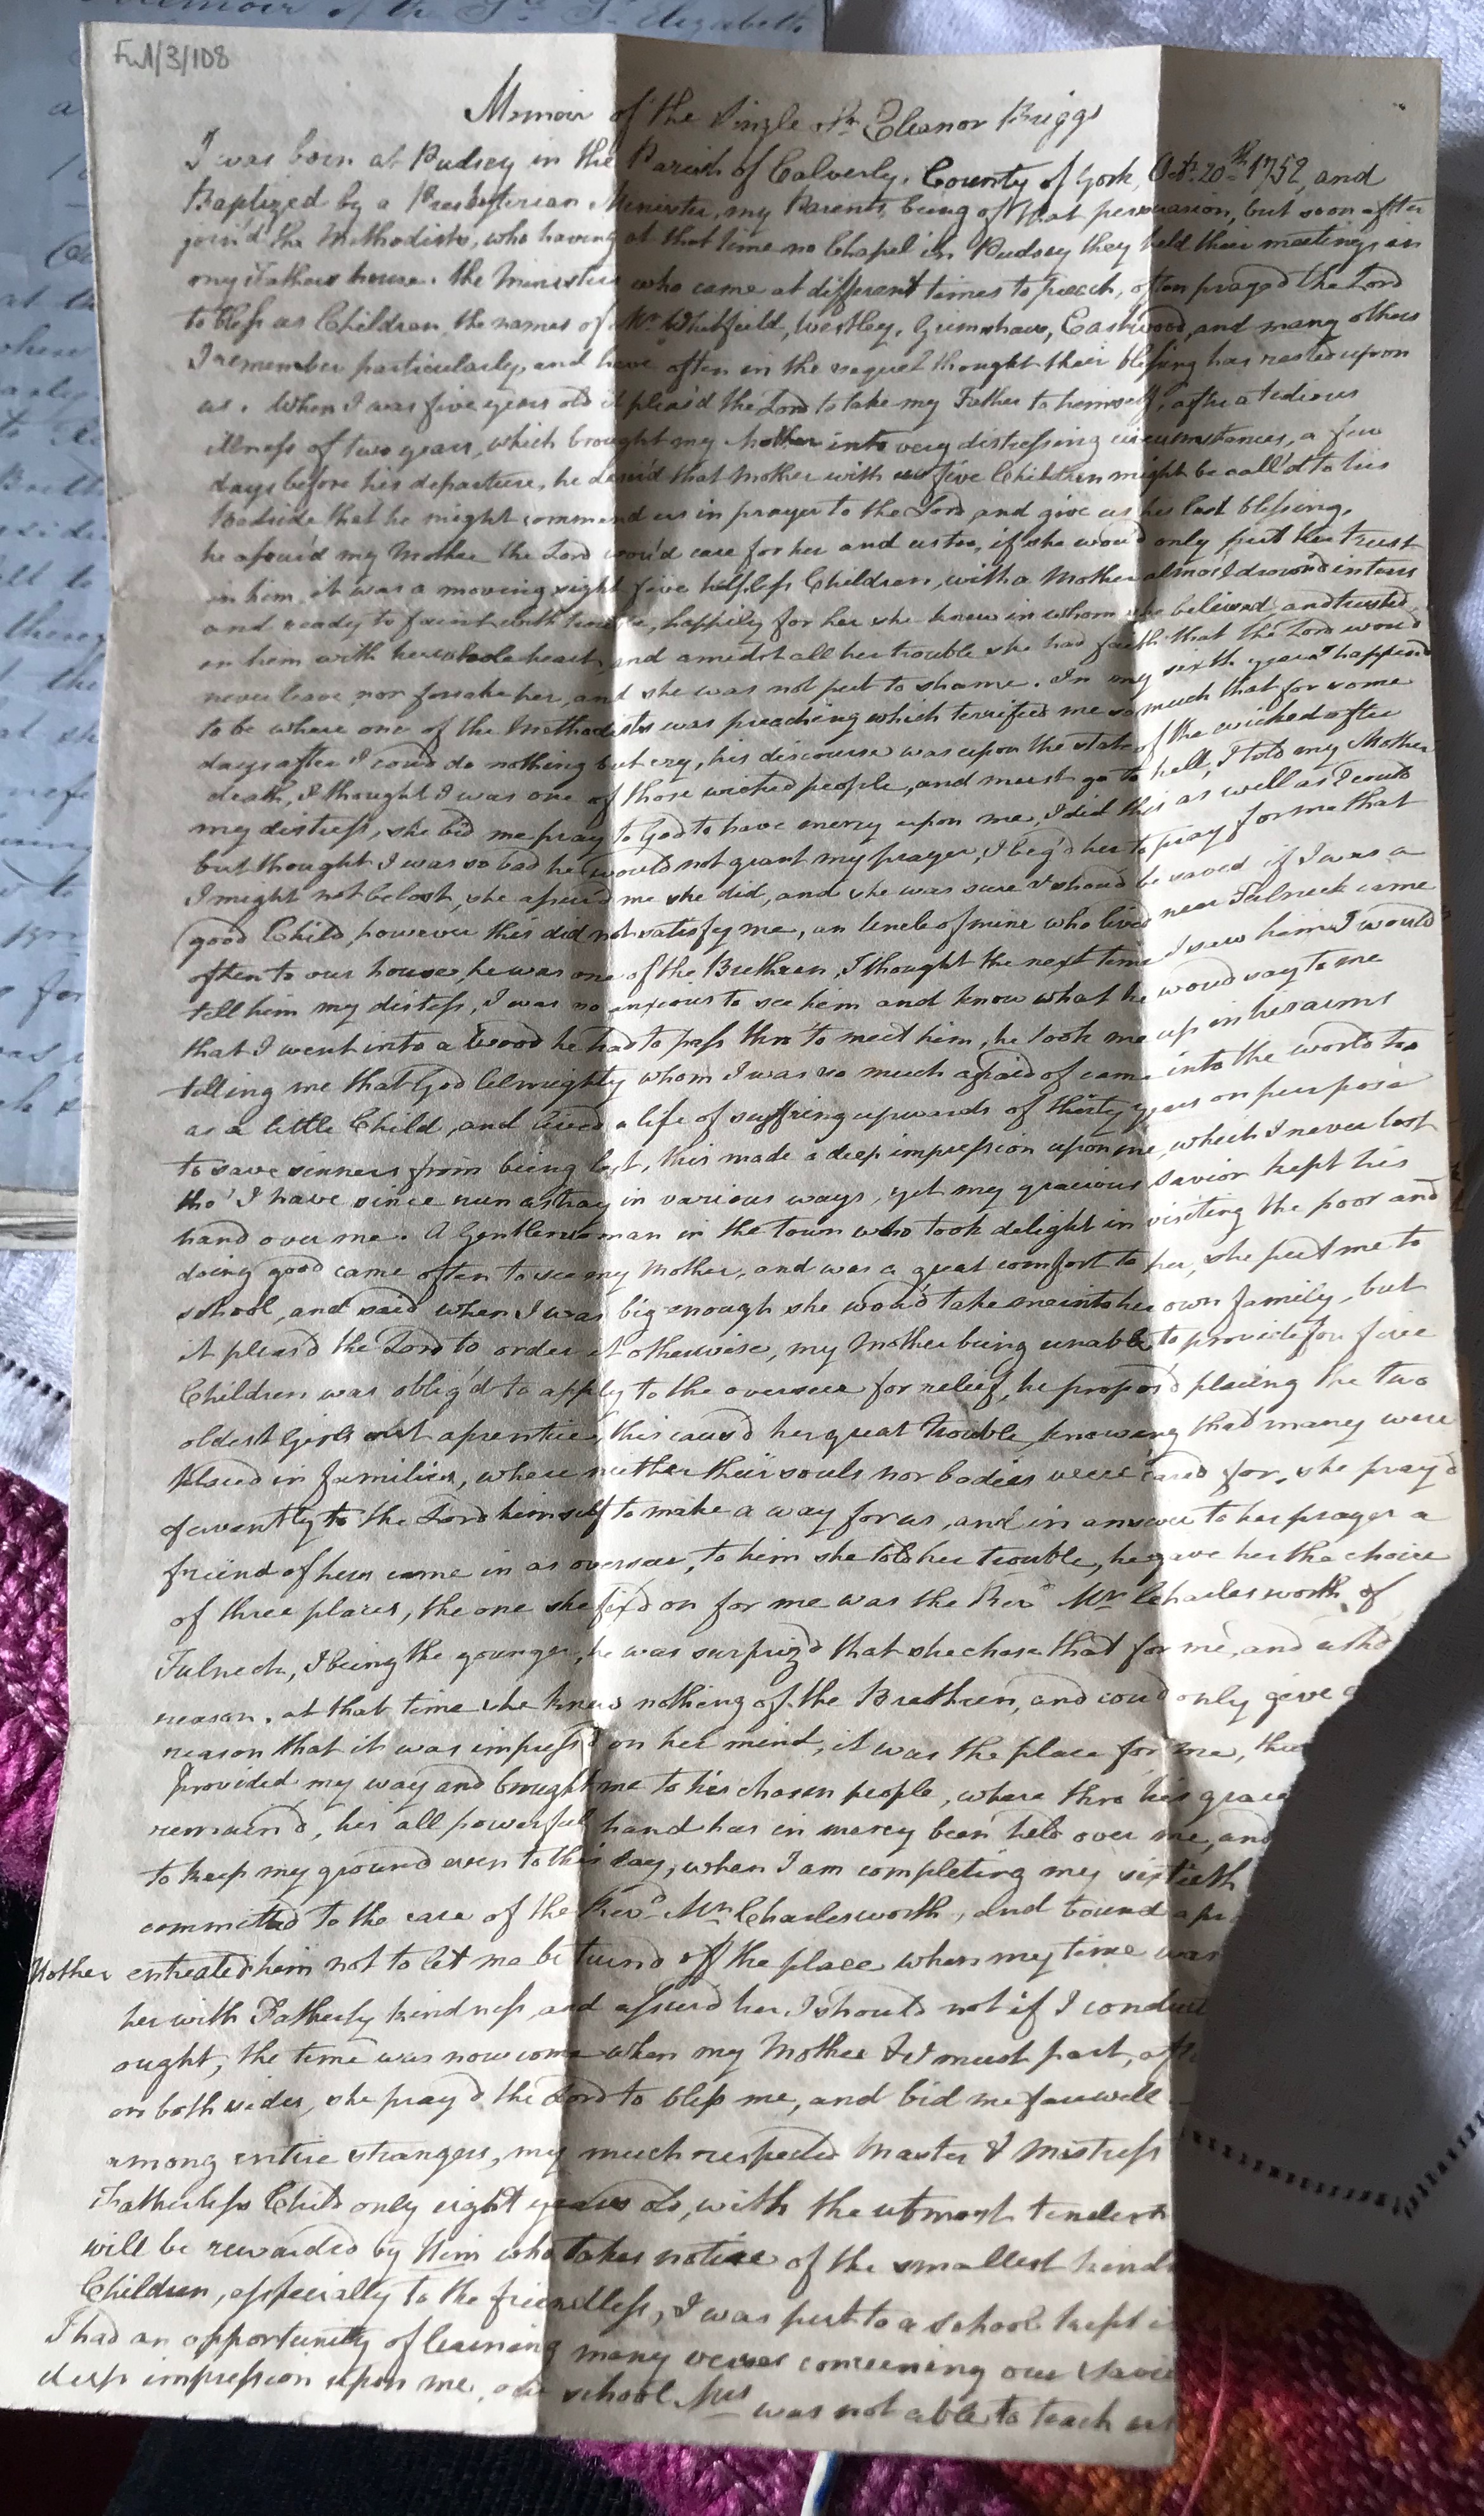 Ful/3/108
Memoir of the Single Sr. Eleanor Briggs
I was born at Pudsey in the Parish of Calverly, County of York, Octr. 20th 1752, and
Baptized by a Presbyterian Minister, my Parents being of that persuasion, but soon after
join'd the Methodists, who having at that time no Chapel in Pudsey they held their meetings in
my Fathers house. the Ministers who came at different times to preach, often prayed the Lord
to bless us Children, the names of Mr. Whitfield, Westley, Grimshaw, Eastwood, and many others
I remember particularly, and have often in the sequel thought their blessing has rested upon
us. When I was five years old it pleas'd the Lord to take my Father to himself, after a tedious
illness of two years, which brought my Mother into very distressing circumstances, a few
days before his departure, he desir'd that Mother with us five Children might be call'd to his
Bedside that he might commend us in prayer to the Lord, and give us his last blessing.
he assur'd my Mother the Lord wou'd care for her and us too, if she wou'd only put her trust
in him, it was a moving sight five helpless Children, with a Mother almost drown'd in tears
and ready to faint with trouble, happily for her she knew in whom she believed, and trusted
in him with her whole heart, and amidst all her trouble she had faith that the Lord wou'd
never leave nor forsake her, and she was not put to shame. In my sixth year I happen'd
to be where one of the Methodists was preaching which terrified me so much that for some
days after I cou'd do nothing but cry, his discourse was upon the state of the wicked after
death, I thought I was one of those wicked people, and must go to hell, I told my Mother
my distress, she bid me pray to God to have mercy upon me, I did this as well as I could
but thought I was so bad he would not grant my prayer, I beg'd her to pray for me that
I might not be lost, she assur'd me she did, and she was sure I shou'd be saved if I was a
good Child, however this did not satisfy me, an Uncle of mine who lived near Fulneck came
often to our house, he was one of the Brethren, I thought the next time I saw him I would
tell him my distess, I was so anxious to see him and know what he wou'd say to me
that I went into a Wood he had to pass thro' to meet him, he took me up in his arms
telling me that God Almighty whom I was so much afraid of came into the world too
as a little Child, and lived a life of suffring upwards of thirty years on purpose
to save sinners from being lost, this made a deep impression upon me, which I never lost
tho' I have since run astray in various ways, yet my gracious Savior kept his
hand over me. A Gentlewoman in the town who took delight in visiting the poor and
doing good came often to see my Mother, and was a great comfort to her, she put me to
school, and said when I was big enough she wou'd take me into her own family, but
it pleas'd the Lord to order it otherwise, my Mother being unable to provide for five
Children was oblig'd to apply to the overseer for relief, he propos'd placing the two
oldest Girls out aprentice, this caus'd her great trouble knowing that many were
placed in families, where neither their souls nor bodies were cared for, she pray'd
fervently to the Lord himself to make a way for us, and in answer to her prayer a
friend of hers came in as overseer, to him she told her trouble, he gave her the choice
of three places, the one she fix'd on for me was the Revd. Mr. Charlesworth of
Fulneck, I being the younger, he was surpriz'd that she chose that for me, and ask'd
reason. at that time she knew nothing of the Brethren, and cou'd only give
reason that it was impress'd on her mind, it was the place for me,
provided my way and brought me to his chosen people, where thro his grace
remain'd, his all powerful hand has in mercy been held over me, and
to keep my ground even to this day, when I am completing my sixtieth
committed to the care of the Revd. Mr. Charlesworth, and bound
Mother entreated him not to let me be turn'd off the place when my time was
her with Fatherly kindness, and assur'd her I should not if I
ought, the time was now come when my Mother & I must part,
on both sides, she pray'd the Lord to bless me, and bid me farewell
among entire strangers, my much respected Master & Mistress
Fatherless Child only eight years old, with the utmost
will be rewarded by Him who takes notice of the smallest
Children, especially to the friendless, I was put to a school kept
I had an opportunity of learning many verses concerning our
deep impression upon me, our school Mrs was not able to teach us